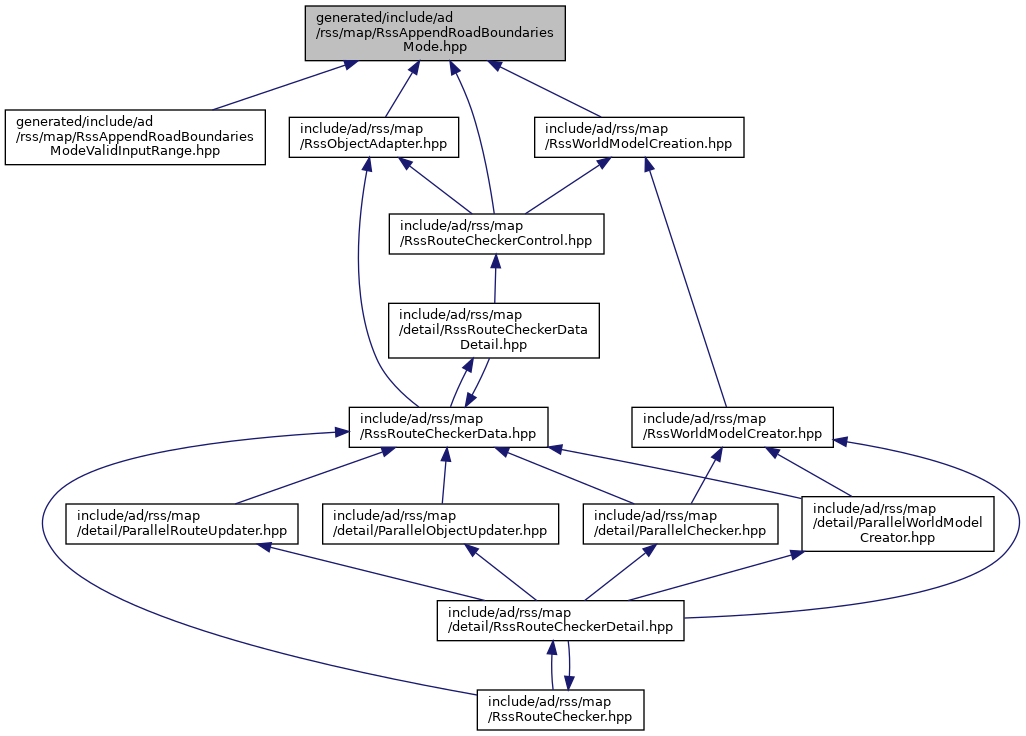 generated/include/ad
/rss/map/RssAppendRoadBoundaries
Mode.hpp
generated/include/ad
/rss/map/RssAppendRoadBoundaries
ModeValidInputRange.hpp
include/ad/rss/map
/RssObjectAdapter.hpp
include/ad/rss/map
/RssWorldModelCreation.hpp
include/ad/rss/map
/RssRouteCheckerControl.hpp
include/ad/rss/map
/detail/RssRouteCheckerData
Detail.hpp
include/ad/rss/map
/RssRouteCheckerData.hpp
include/ad/rss/map
/RssWorldModelCreator.hpp
include/ad/rss/map
/detail/ParallelRouteUpdater.hpp
include/ad/rss/map
/detail/ParallelObjectUpdater.hpp
include/ad/rss/map
/detail/ParallelChecker.hpp
include/ad/rss/map
/detail/ParallelWorldModel
Creator.hpp
include/ad/rss/map
/detail/RssRouteCheckerDetail.hpp
include/ad/rss/map
/RssRouteChecker.hpp